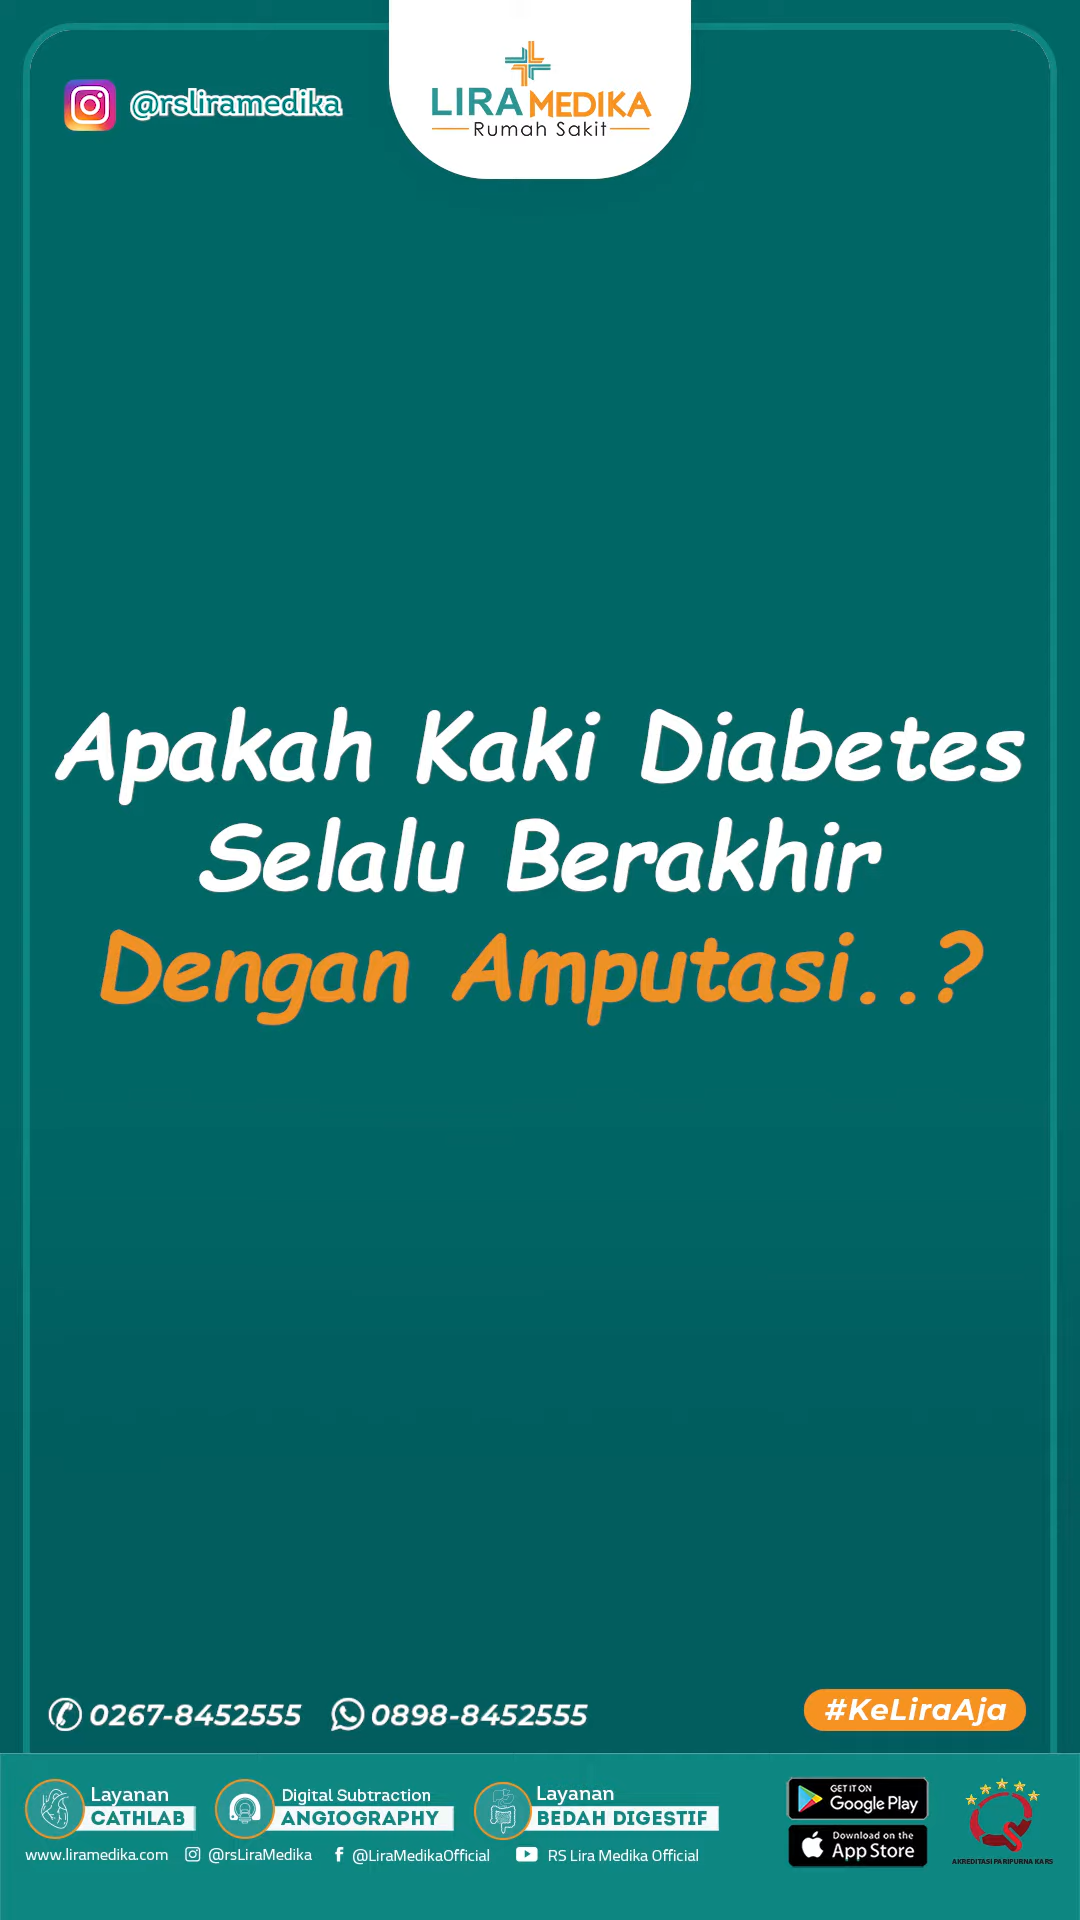 @rsliramedika
LIRA MEDIKA
Rumah Sakit
Apakah Kaki Diabetes
Selalu Berakhir
Dengan Amputasi..?
0267-8452555
0898-8452555
#KeLiraAja
Layanan
CATHLAB
Digital Subtraction
ANGIOGRAPHY
Layanan
BEDAH DIGESTIF
www.liramedika.com
@rsLiraMedika
@LiraMedikaOfficial
RS Lira Medika Official
GET IT ON
Google Play
Download on the
App Store
AKREDITASI PARIPURNA KARS